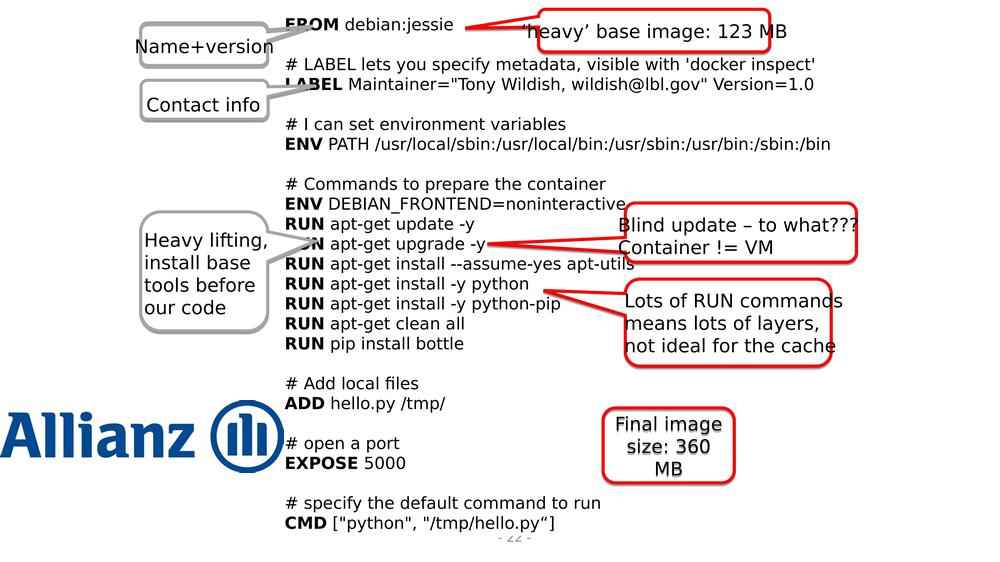 FROM debian:jessie
‘heavy’ base image: 123 MB
Name+version
# LABEL lets you specify metadata, visible with 'docker inspect'
LABEL Maintainer="Tony Wildish, wildish@lbl.gov" Version=1.0
Contact info
# I can set environment variables
ENV PATH /usr/local/sbin:/usr/local/bin:/usr/sbin:/usr/bin:/sbin:/bin
# Commands to prepare the container
ENV DEBIAN_FRONTEND=noninteractive
RUN apt-get update -y
RUN apt-get upgrade -y
RUN apt-get install --assume-yes apt-utils
RUN apt-get install -y python
RUN apt-get install -y python-pip
RUN apt-get clean all
RUN pip install bottle
Blind update – to what???
Container != VM
Heavy lifting,
install base
tools before
our code
Lots of RUN commands
means lots of layers,
not ideal for the cache
# Add local files
ADD hello.py /tmp/
Allianz
Final image
size: 360
MB
# open a port
EXPOSE 5000
# specify the default command to run
CMD ["python", "/tmp/hello.py“]
- 22 -